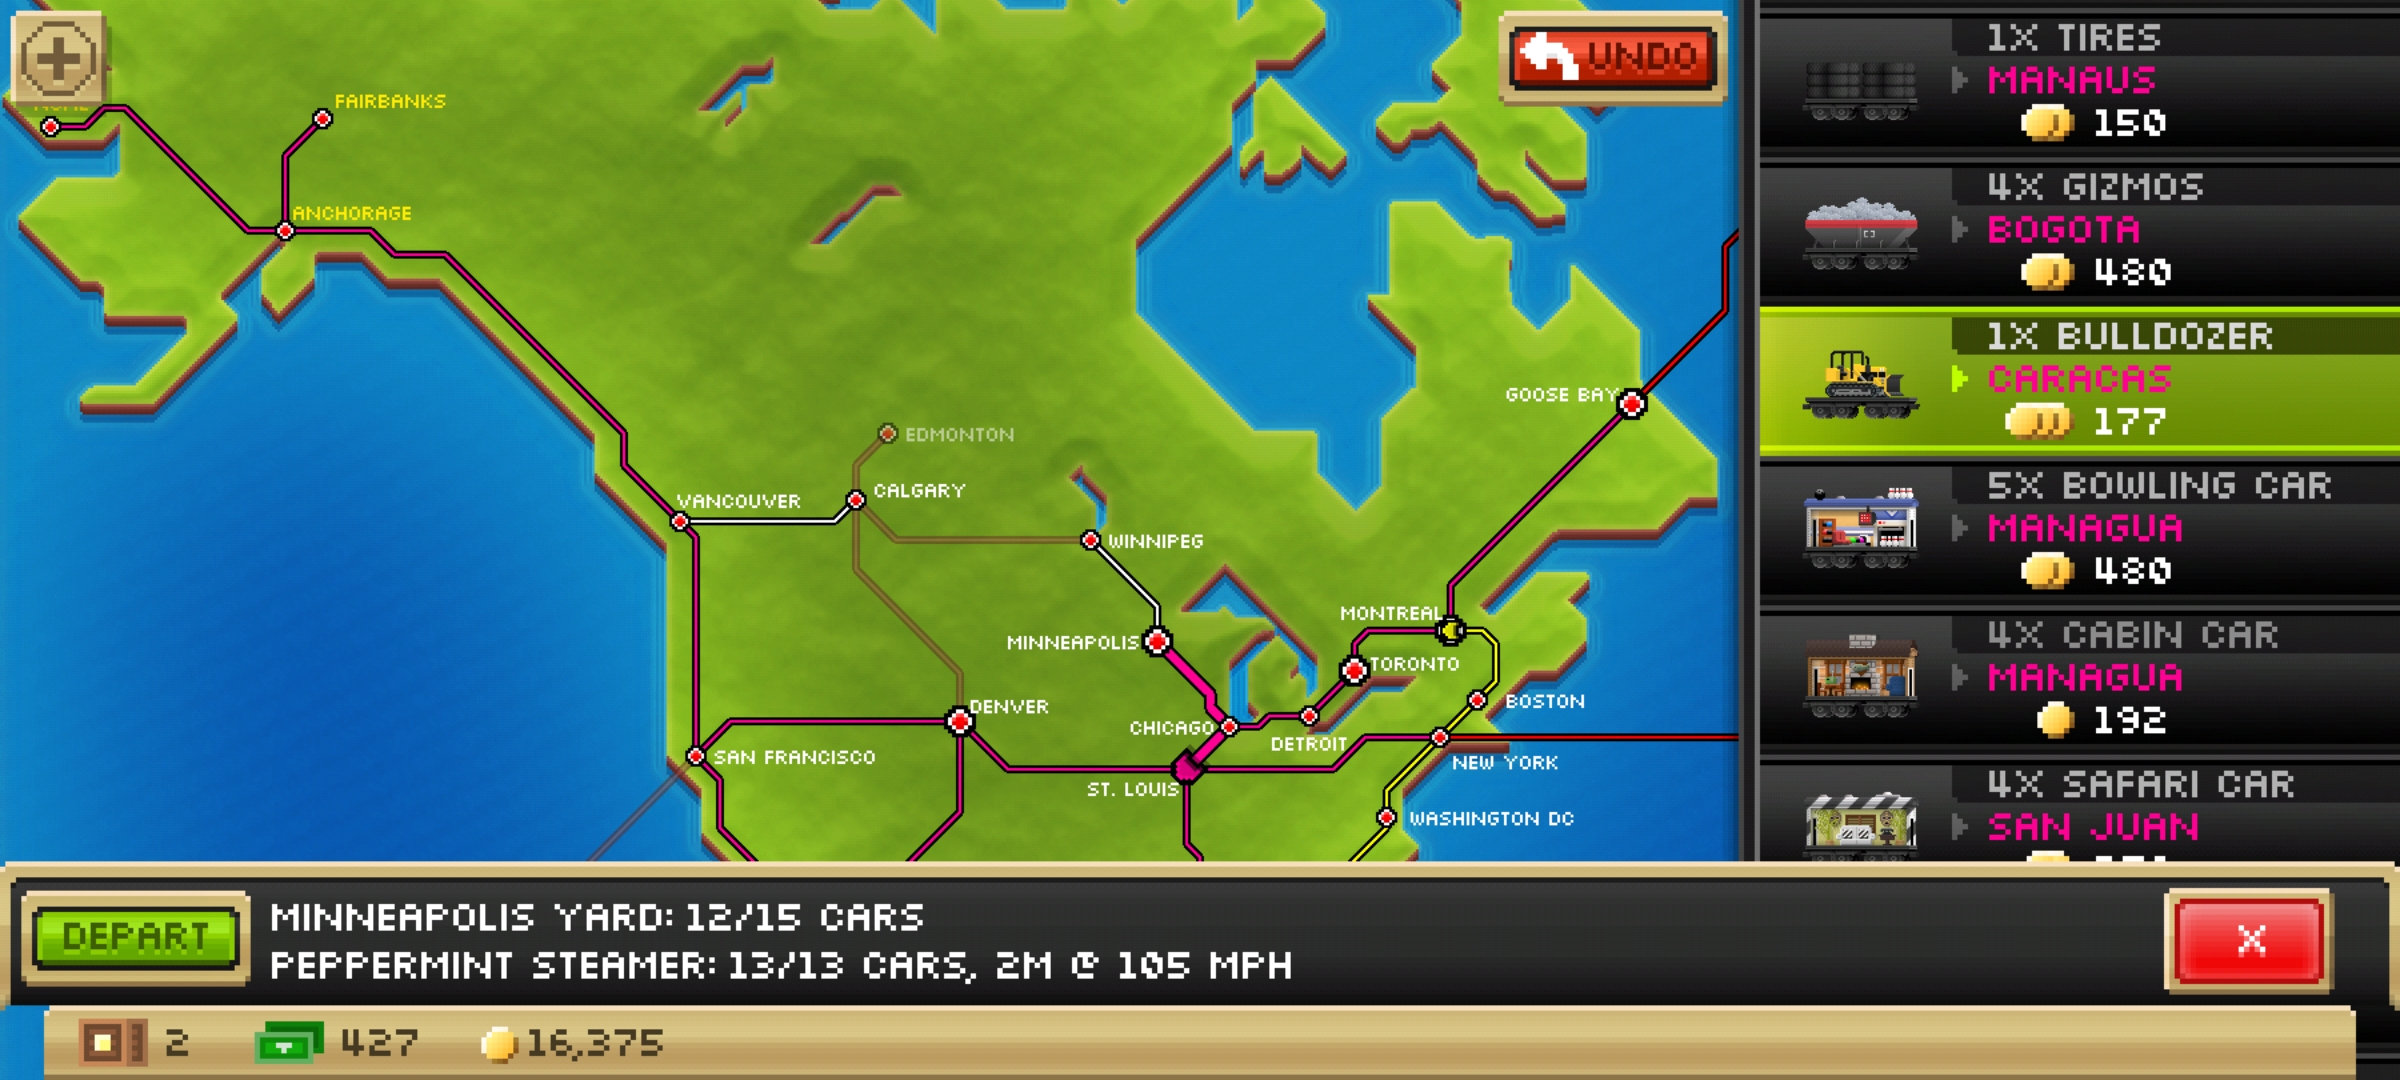 FAIRBANKS
ANCHORAGE
EDMONTON
CALGARY
VANCOUVER
WINNIPEG
GOOSE BAY
MONTREAL
MINNEAPOLIS
TORONTO
BOSTON
DENVER
CHICAGO
DETROIT
SAN FRANCISCO
NEW YORK
ST. LOUIS
WASHINGTON DC
UNDO
1X TIRES
MANAUS
150
4X GIZMOS
BOGOTA
480
1X BULLDOZER
CARACAS
177
5X BOWLING CAR
MANAGUA
480
4X CABIN CAR
MANAGUA
192
4X SAFARI CAR
SAN JUAN
DEPART
MINNEAPOLIS YARD: 12/15 CARS
PEPPERMINT STEAMER: 13/13 CARS, 2M @ 105 MPH
X
2
427
16,375